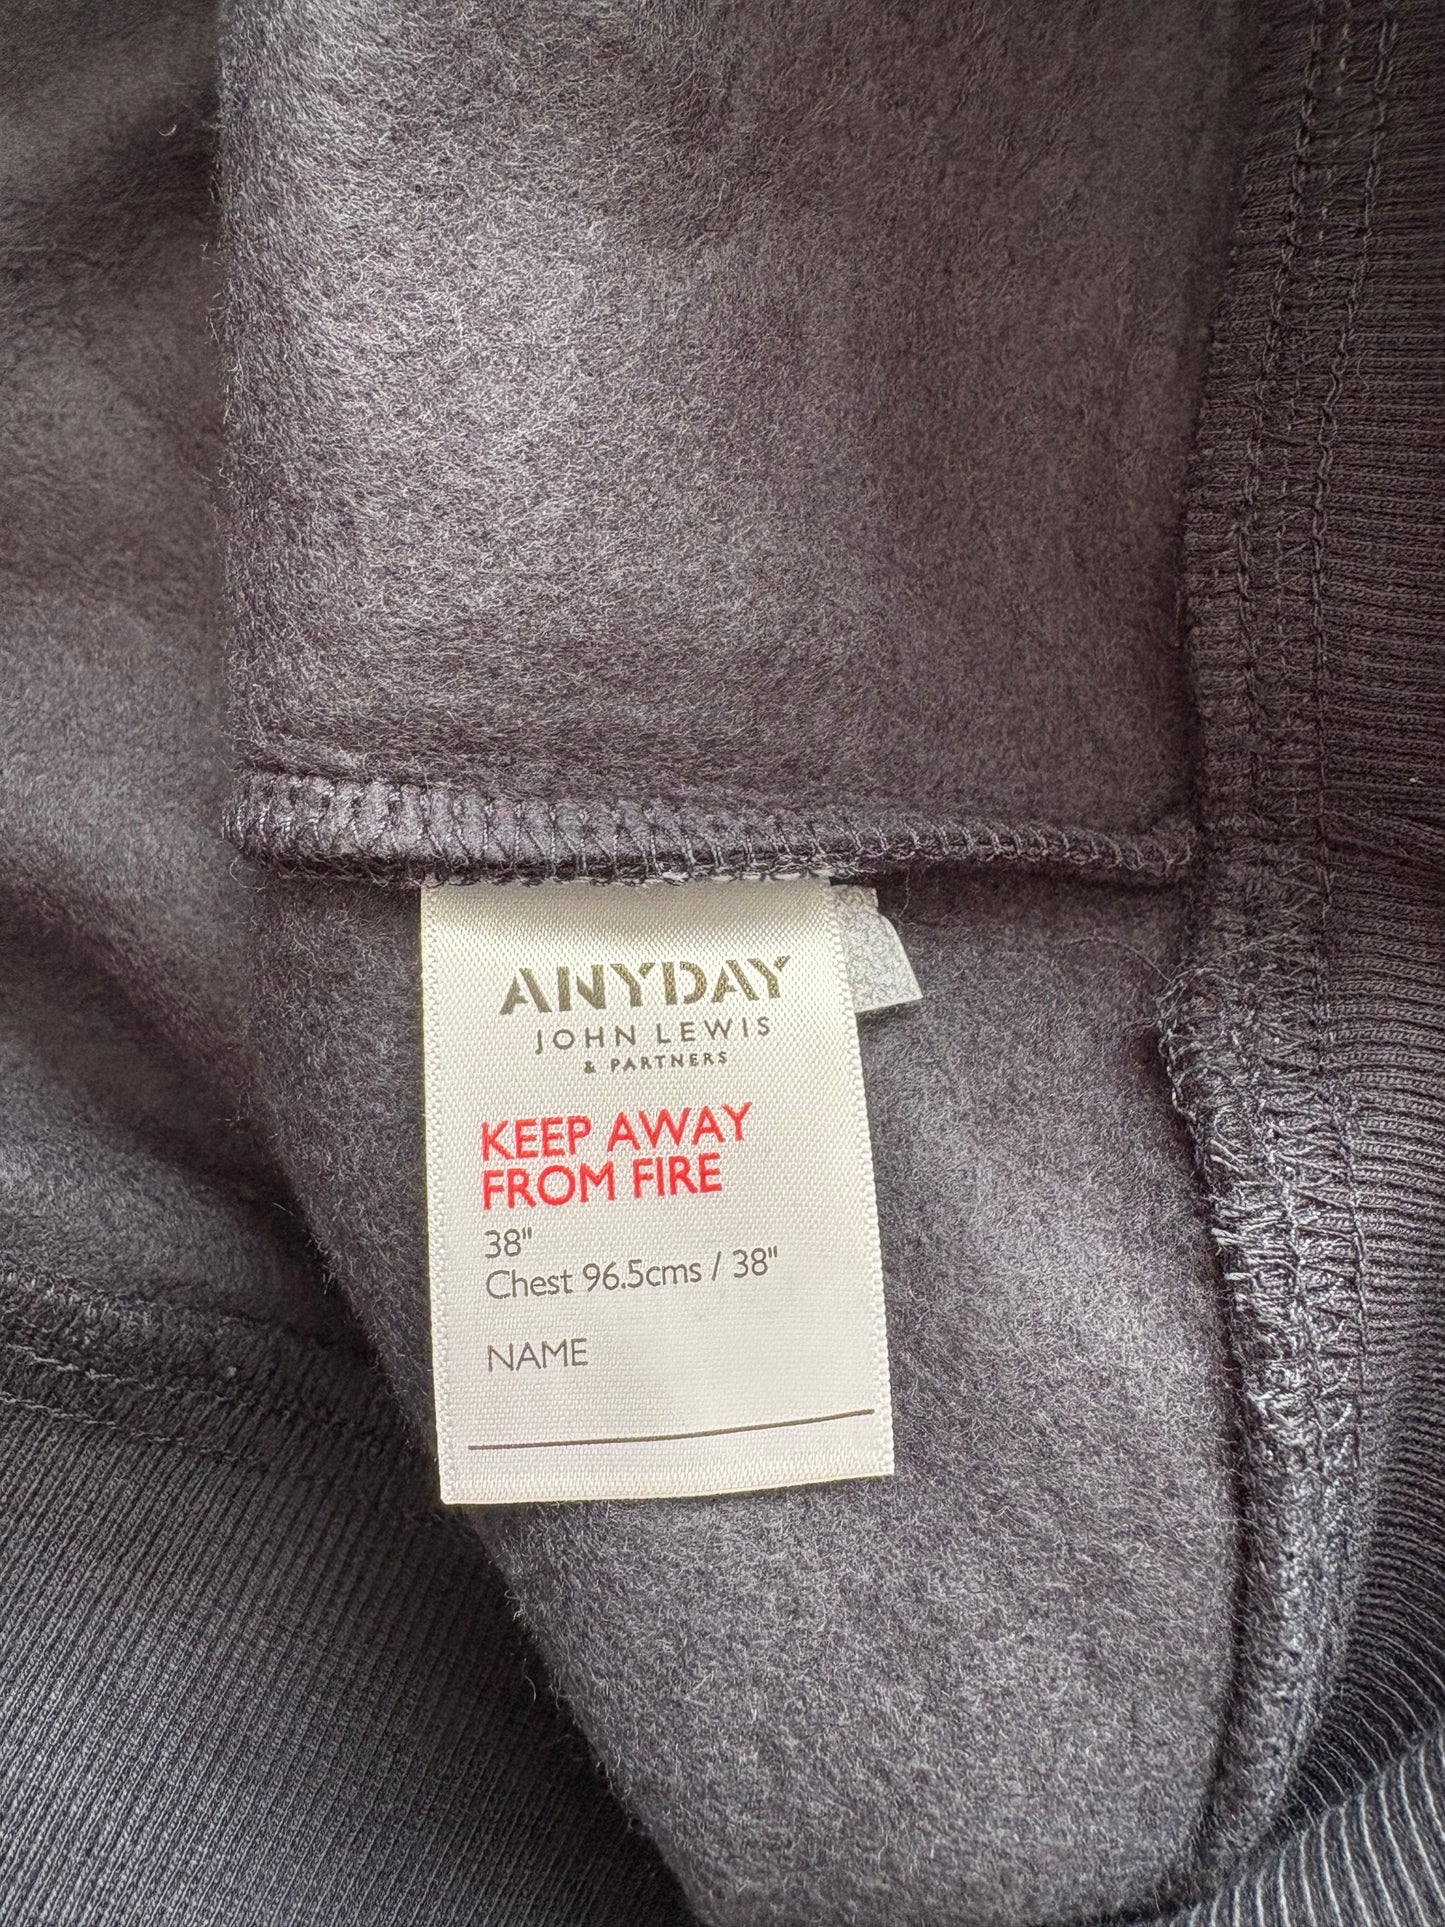 ANYDAY
JOHN LEWIS
& PARTNERS
KEEP AWAY
FROM FIRE
38"
Chest 96.5cms / 38"
NAME